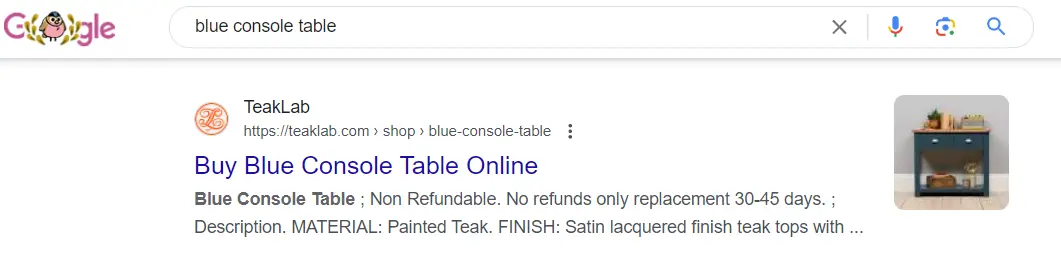 Google
blue console table
TeakLab
https://teaklab.com › shop › blue-console-table
Buy Blue Console Table Online
Blue Console Table ; Non Refundable. No refunds only replacement 30-45 days. ;
Description. MATERIAL: Painted Teak. FINISH: Satin lacquered finish teak tops with ...